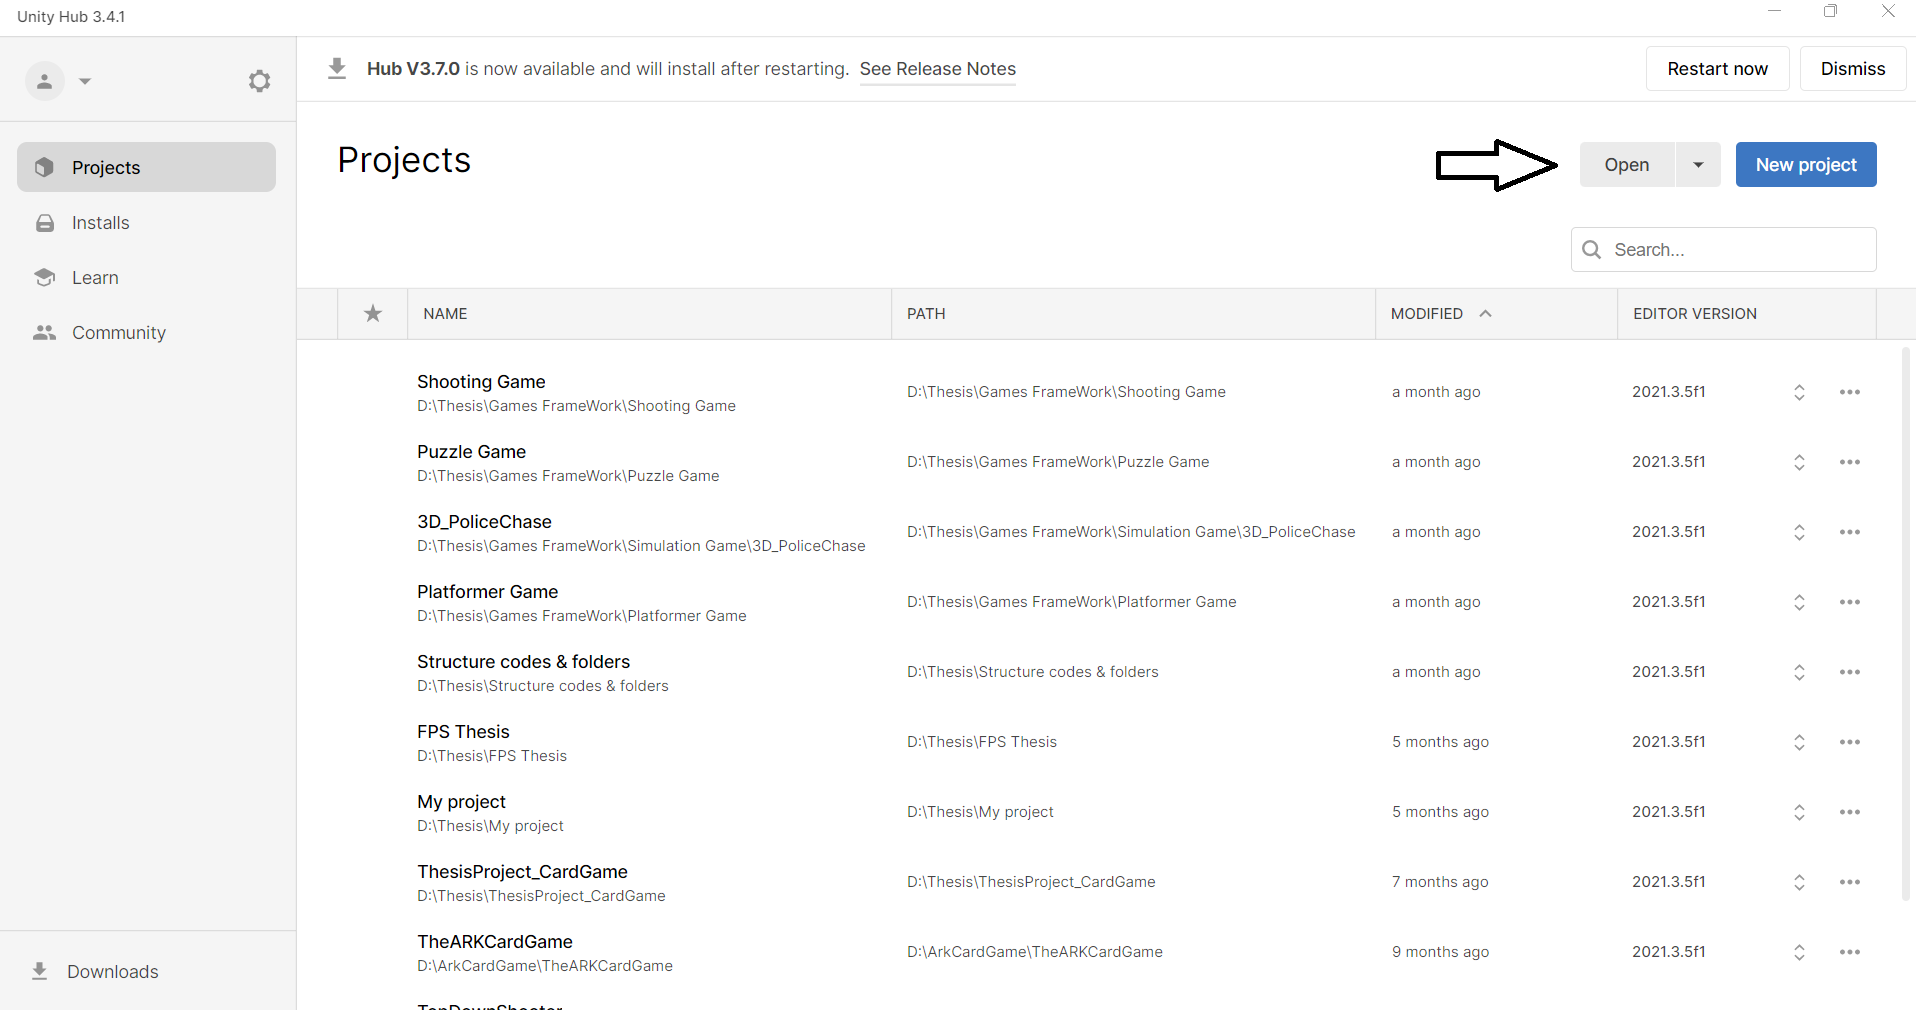 Unity Hub 3.4.1
Hub V3.7.0 is now available and will install after restarting. See Release Notes
Restart now
Dismiss
Projects
Installs
Learn
Community
Downloads
Projects
Open
New project
Search...
NAME PATH MODIFIED EDITOR VERSION
Shooting Game
D:\Thesis\Games FrameWork\Shooting Game
D:\Thesis\Games FrameWork\Shooting Game a month ago 2021.3.5f1
Puzzle Game
D:\Thesis\Games FrameWork\Puzzle Game
D:\Thesis\Games FrameWork\Puzzle Game a month ago 2021.3.5f1
3D_PoliceChase
D:\Thesis\Games FrameWork\Simulation Game\3D_PoliceChase
D:\Thesis\Games FrameWork\Simulation Game\3D_PoliceChase a month ago 2021.3.5f1
Platformer Game
D:\Thesis\Games FrameWork\Platformer Game
D:\Thesis\Games FrameWork\Platformer Game a month ago 2021.3.5f1
Structure codes & folders
D:\Thesis\Structure codes & folders
D:\Thesis\Structure codes & folders a month ago 2021.3.5f1
FPS Thesis
D:\Thesis\FPS Thesis
D:\Thesis\FPS Thesis 5 months ago 2021.3.5f1
My project
D:\Thesis\My project
D:\Thesis\My project 5 months ago 2021.3.5f1
ThesisProject_CardGame
D:\Thesis\ThesisProject_CardGame
D:\Thesis\ThesisProject_CardGame 7 months ago 2021.3.5f1
TheARKCardGame
D:\ArkCardGame\TheARKCardGame
D:\ArkCardGame\TheARKCardGame 9 months ago 2021.3.5f1